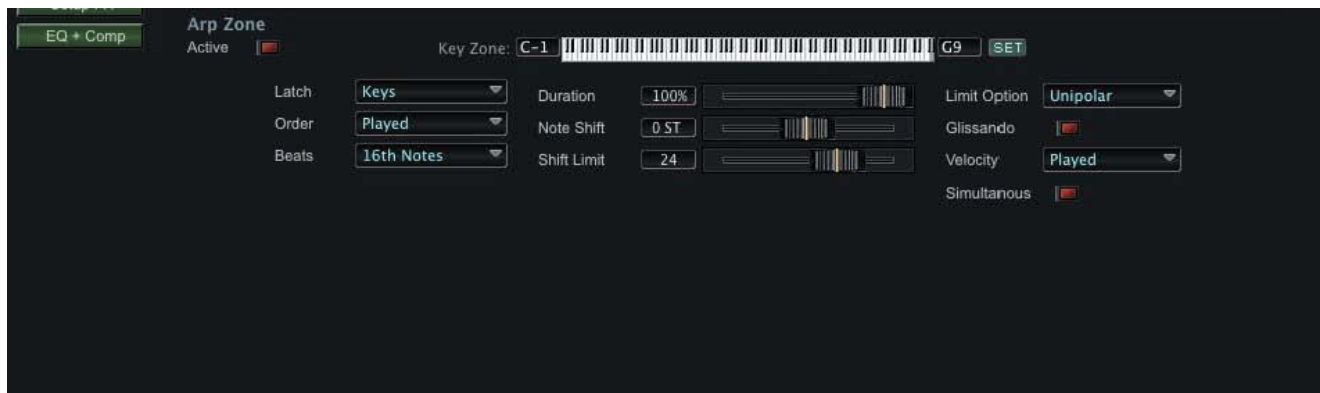 EQ + Comp
Arp Zone
Active
Key Zone: C-1 G9 SET
Latch Keys Duration 100% Limit Option Unipolar
Order Played Note Shift 0 ST Glissando
Beats 16th Notes Shift Limit 24 Velocity Played
Simultanous